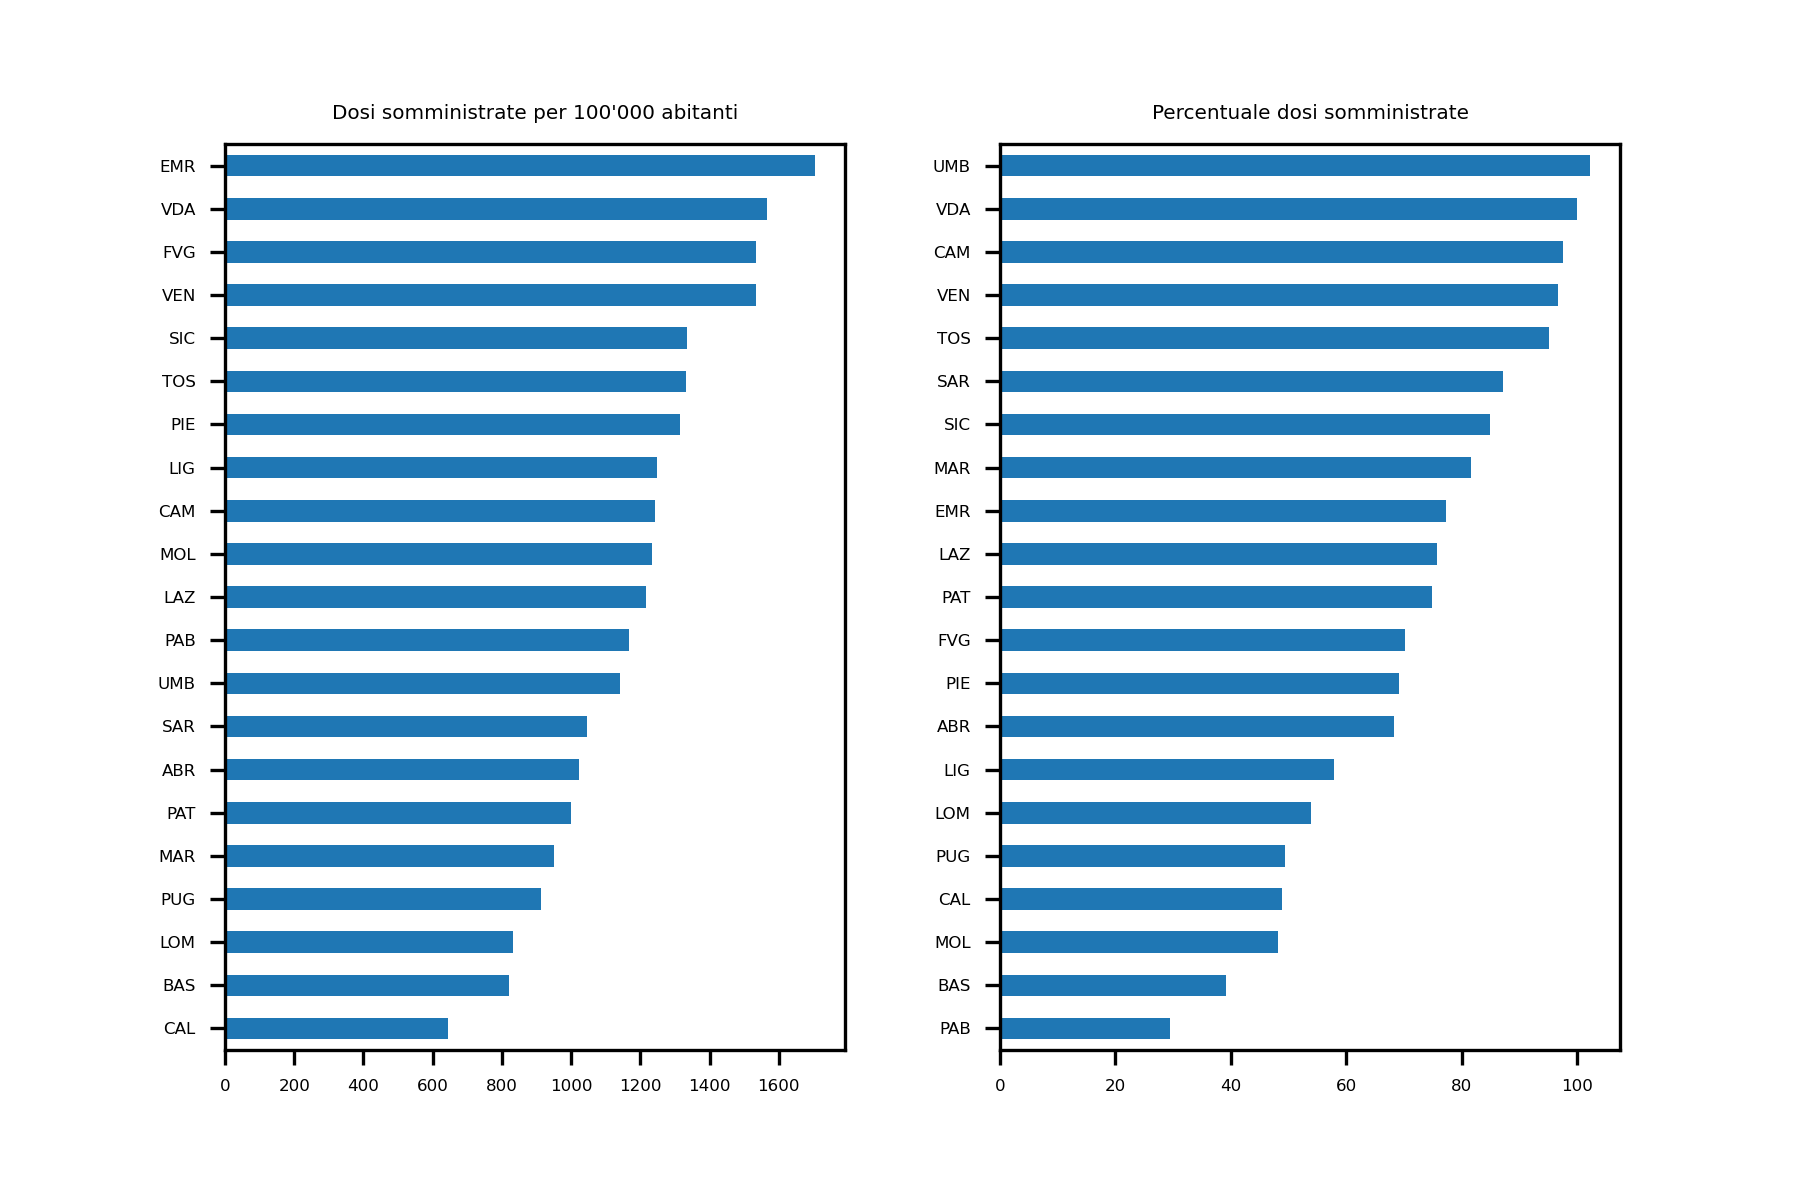 Dosi somministrate per 100'000 abitanti
EMR
VDA
FVG
VEN
SIC
TOS
PIE
LIG
CAM
MOL
LAZ
PAB
UMB
SAR
ABR
PAT
MAR
PUG
LOM
BAS
CAL
0 200 400 600 800 1000 1200 1400 1600
Percentuale dosi somministrate
UMB
VDA
CAM
VEN
TOS
SAR
SIC
MAR
EMR
LAZ
PAT
FVG
PIE
ABR
LIG
LOM
PUG
CAL
MOL
BAS
PAB
0 20 40 60 80 100